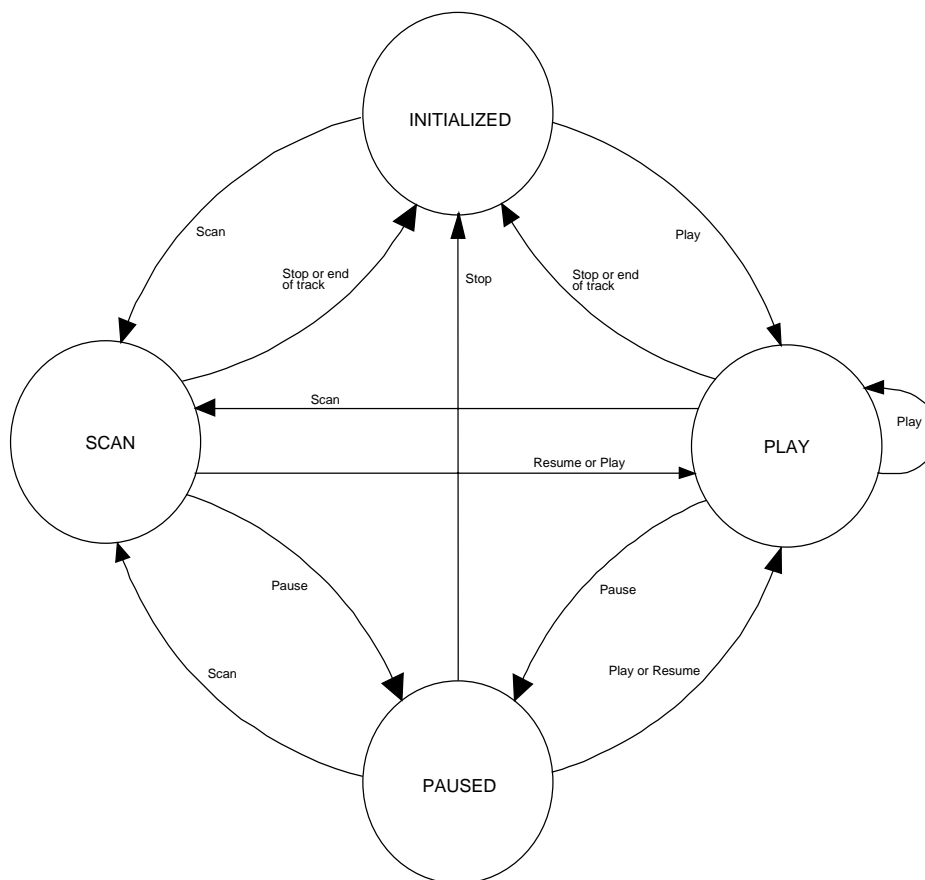 INITIALIZED
Scan
Play
Stop or end
of track
Stop
Stop or end
of track
Scan
Play
SCAN
PLAY
Resume or Play
Pause
Pause
Scan
Play or Resume
PAUSED